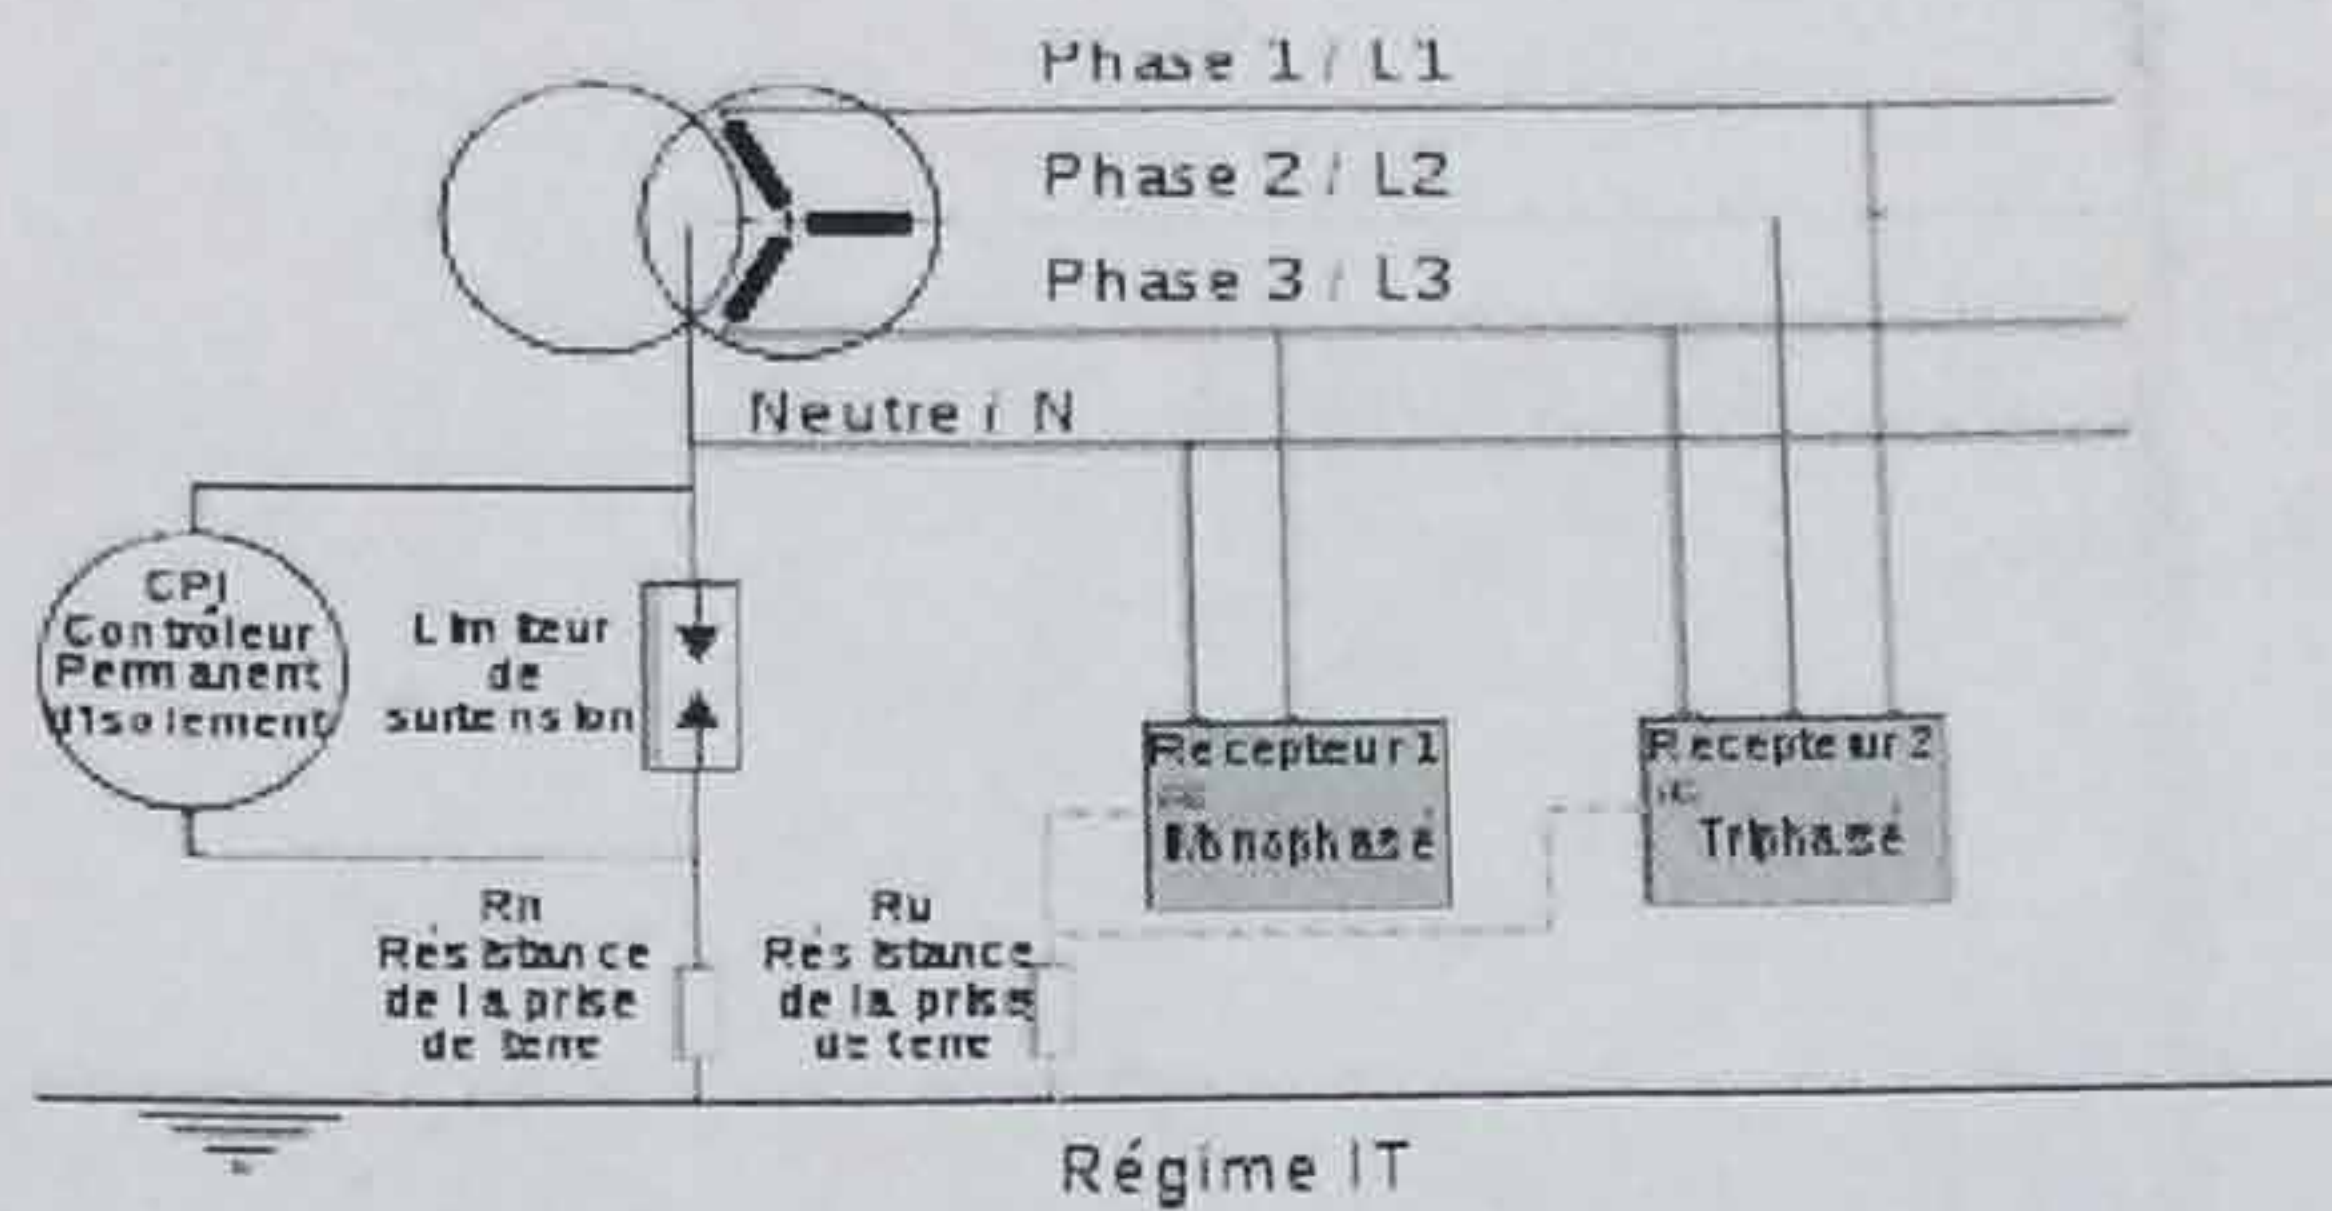 Phase 1 / L1
Phase 2 / L2
Phase 3 / L3
Neutre / N
CPI
Contrôleur
Permanent
d'isolement
Limiteur
de
surtension
Recepteur 1
Monophasé
Recepteur 2
Triphasé
Rn
Résistance
de la prise
de terre
Ru
Résistance
de la prise
de terre
Régime IT